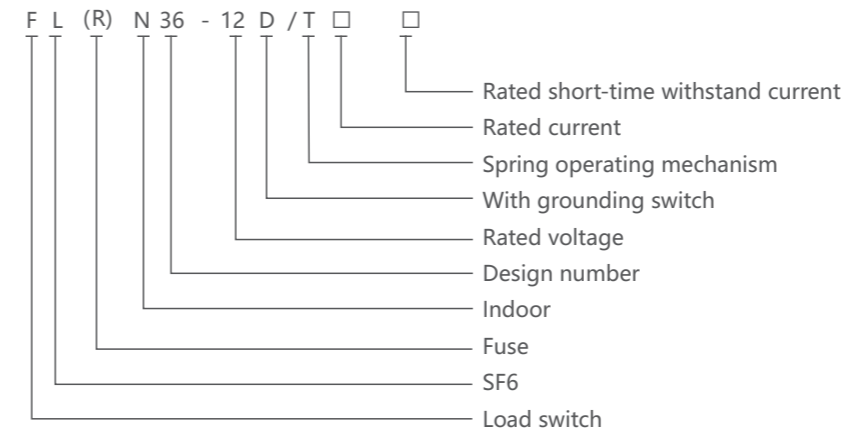 F L (R) N 36 - 12 D / T □ □
Rated short-time withstand current
Rated current
Spring operating mechanism
With grounding switch
Rated voltage
Design number
Indoor
Fuse
SF6
Load switch